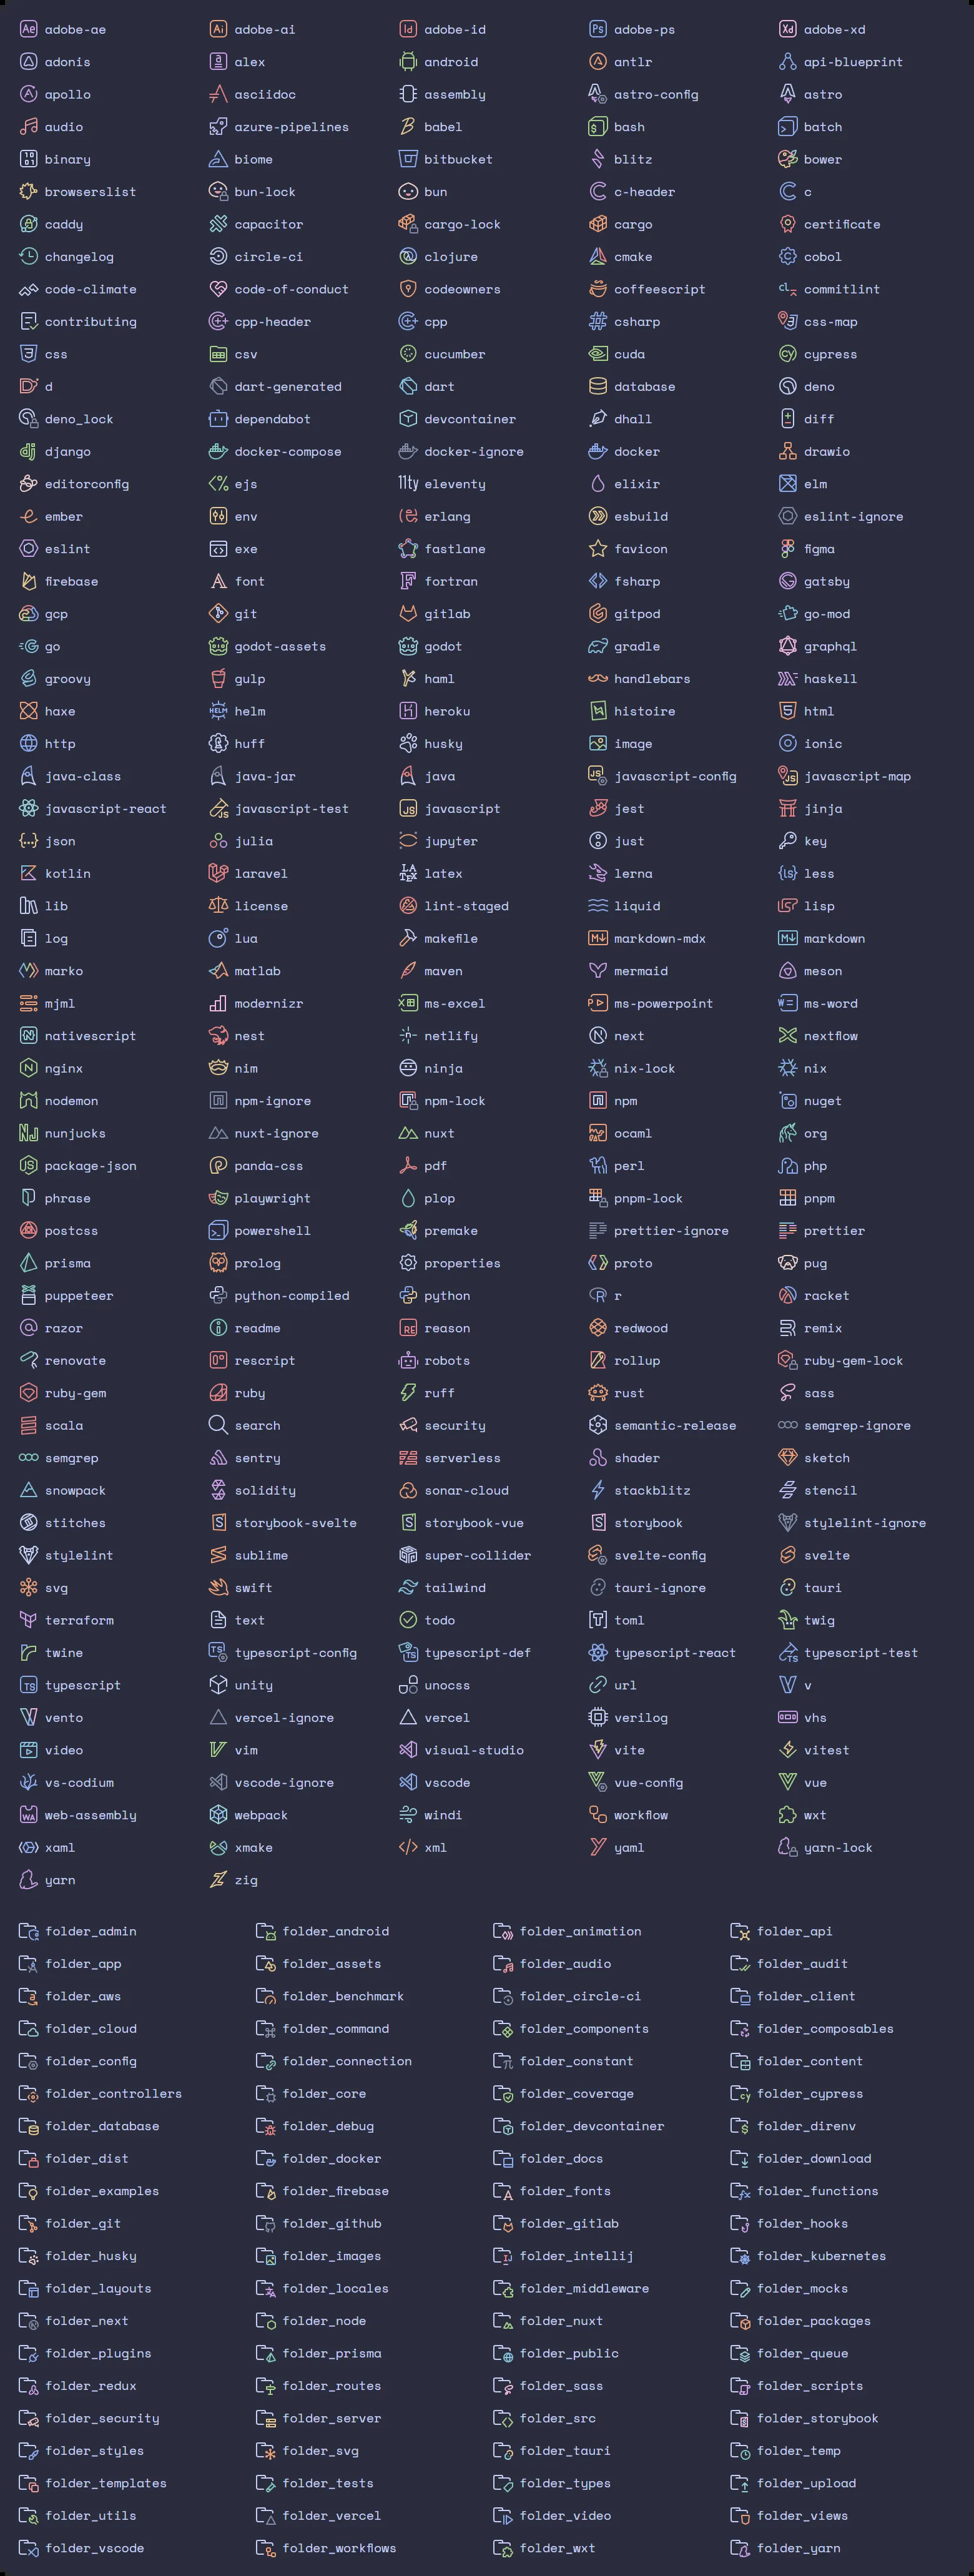 adobe-ae adobe-ai adobe-id adobe-ps adobe-xd
adonis alex android antlr api-blueprint
apollo asciidoc assembly astro-config astro
audio azure-pipelines babel bash batch
binary biome bitbucket blitz bower
browserslist bun-lock bun c-header c
caddy capacitor cargo-lock cargo certificate
changelog circle-ci clojure cmake cobol
code-climate code-of-conduct codeowners coffeescript commitlint
contributing cpp-header cpp csharp css-map
css csv cucumber cuda cypress
d dart-generated dart database deno
deno_lock dependabot devcontainer dhall diff
django docker-compose docker-ignore docker drawio
editorconfig ejs eleventy elixir elm
ember env erlang esbuild eslint-ignore
eslint exe fastlane favicon figma
firebase font fortran fsharp gatsby
gcp git gitlab gitpod go-mod
go godot-assets godot gradle graphql
groovy gulp haml handlebars haskell
haxe helm heroku histoire html
http huff husky image ionic
java-class java-jar java javascript-config javascript-map
javascript-react javascript-test javascript jest jinja
json julia jupyter just key
kotlin laravel latex lerna less
lib license lint-staged liquid lisp
log lua makefile markdown-mdx markdown
marko matlab maven mermaid meson
mjml modernizr ms-excel ms-powerpoint ms-word
nativescript nest netlify next nextflow
nginx nim ninja nix-lock nix
nodemon npm-ignore npm-lock npm nuget
nunjucks nuxt-ignore nuxt ocaml org
package-json panda-css pdf perl php
phrase playwright plop pnpm-lock pnpm
postcss powershell premake prettier-ignore prettier
prisma prolog properties proto pug
puppeteer python-compiled python r racket
razor readme reason redwood remix
renovate rescript robots rollup ruby-gem-lock
ruby-gem ruby ruff rust sass
scala search security semantic-release semgrep-ignore
semgrep sentry serverless shader sketch
snowpack solidity sonar-cloud stackblitz stencil
stitches storybook-svelte storybook-vue storybook stylelint-ignore
stylelint sublime super-collider svelte-config svelte
svg swift tailwind tauri-ignore tauri
terraform text todo toml twig
twine typescript-config typescript-def typescript-react typescript-test
typescript unity unocss url v
vento vercel-ignore vercel verilog vhs
video vim visual-studio vite vitest
vs-codium vscode-ignore vscode vue-config vue
web-assembly webpack windi workflow wxt
xaml xmake xml yaml yarn-lock
yarn zig
folder_admin folder_android folder_animation folder_api
folder_app folder_assets folder_audio folder_audit
folder_aws folder_benchmark folder_circle-ci folder_client
folder_cloud folder_command folder_components folder_composables
folder_config folder_connection folder_constant folder_content
folder_controllers folder_core folder_coverage folder_cypress
folder_database folder_debug folder_devcontainer folder_direnv
folder_dist folder_docker folder_docs folder_download
folder_examples folder_firebase folder_fonts folder_functions
folder_git folder_github folder_gitlab folder_hooks
folder_husky folder_images folder_intellij folder_kubernetes
folder_layouts folder_locales folder_middleware folder_mocks
folder_next folder_node folder_nuxt folder_packages
folder_plugins folder_prisma folder_public folder_queue
folder_redux folder_routes folder_sass folder_scripts
folder_security folder_server folder_src folder_storybook
folder_styles folder_svg folder_tauri folder_temp
folder_templates folder_tests folder_types folder_upload
folder_utils folder_vercel folder_video folder_views
folder_vscode folder_workflows folder_wxt folder_yarn